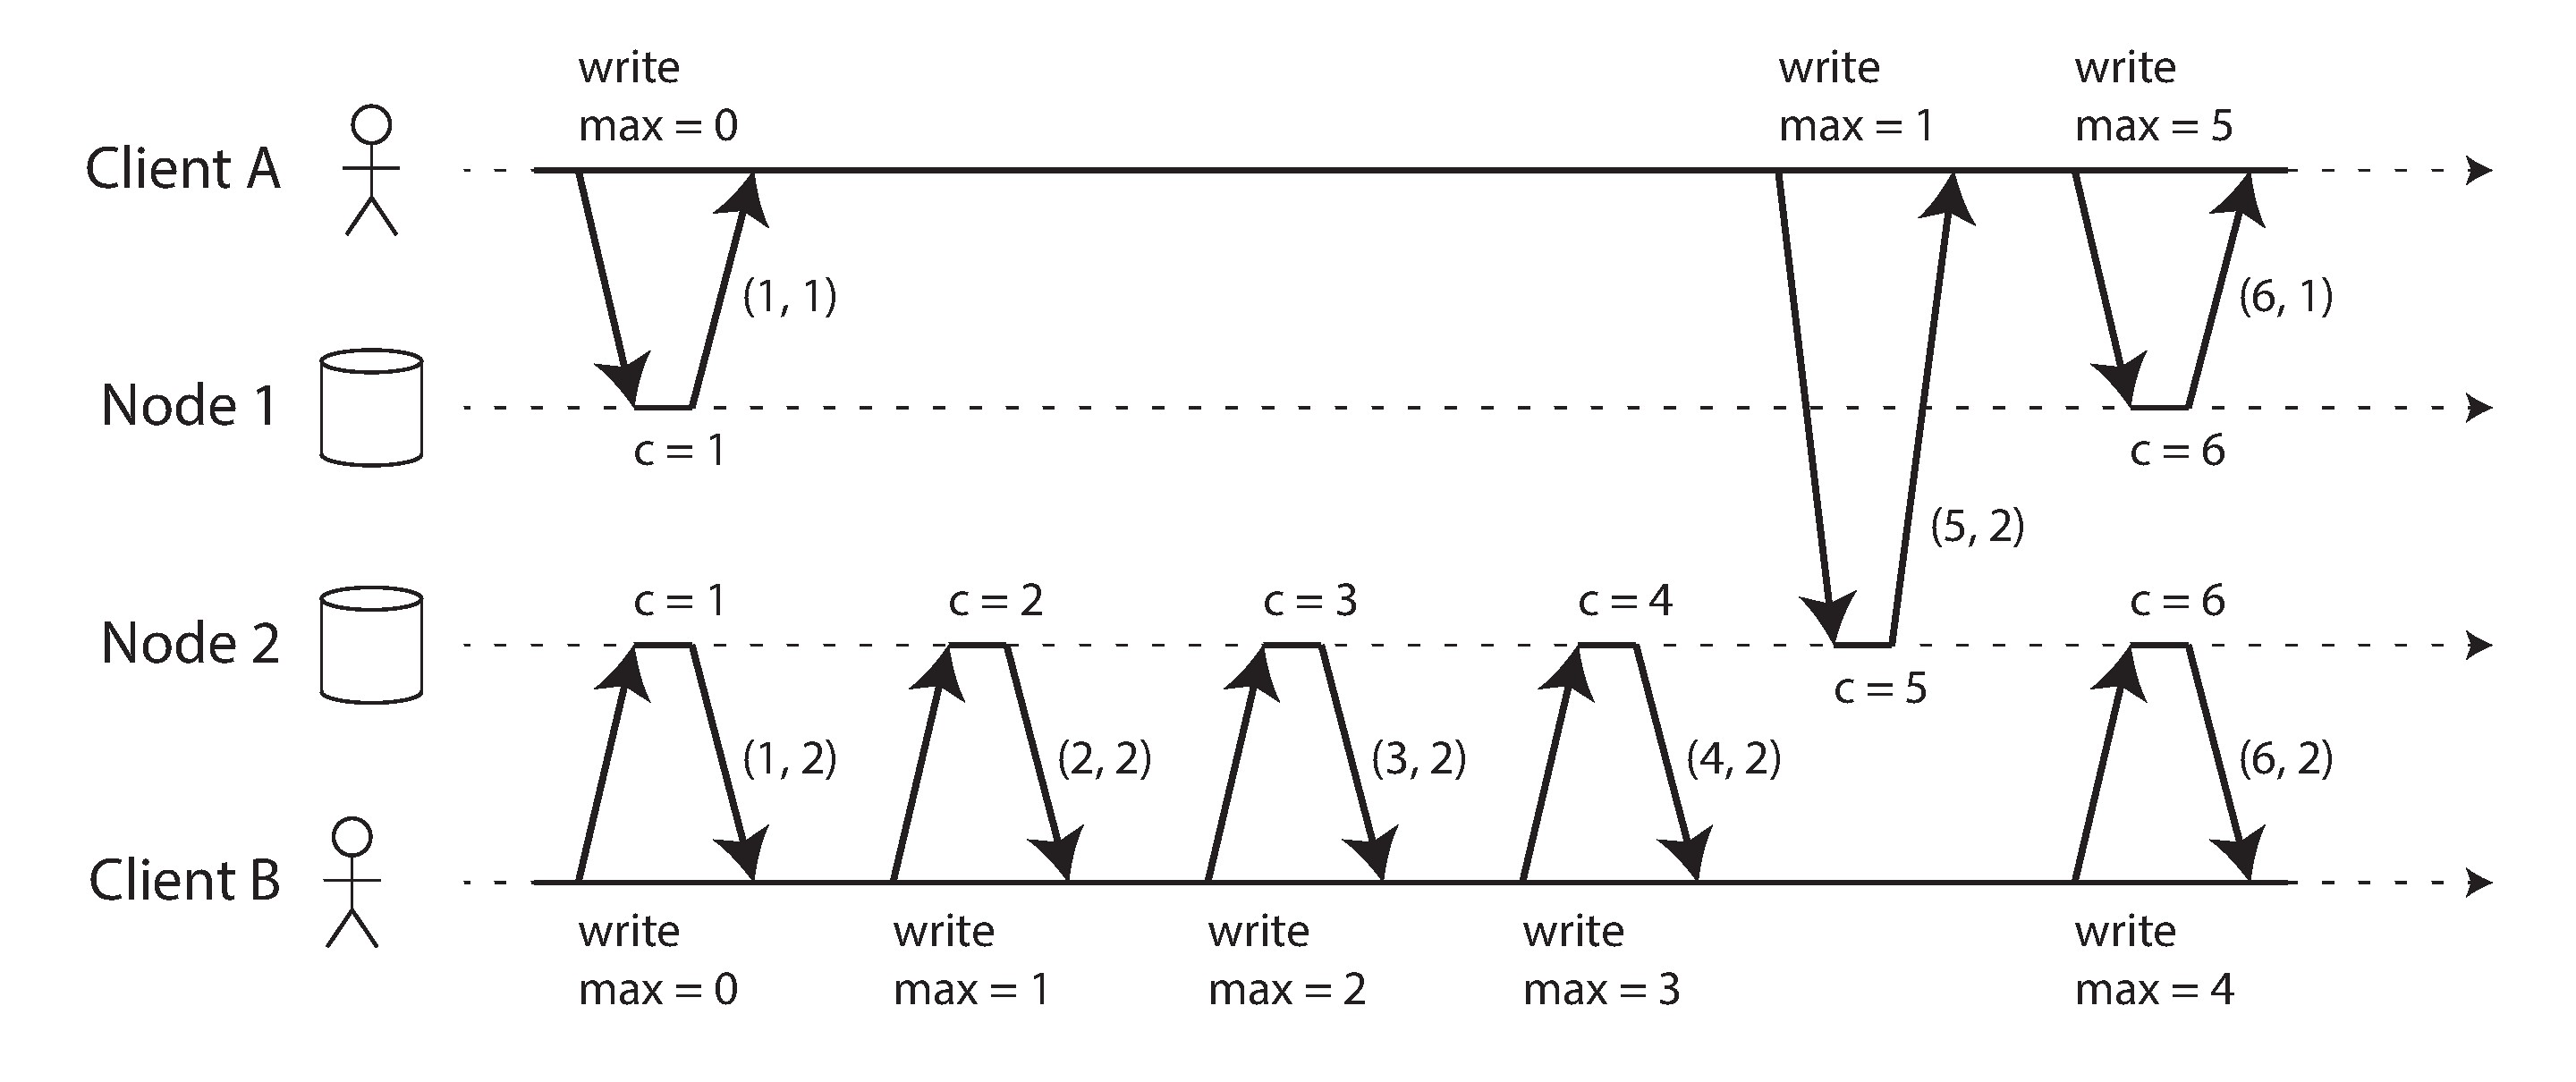 write
max = 0
write
max = 1
write
max = 5
Client A
(1, 1)
(6, 1)
Node 1
c = 1
c = 6
(5, 2)
c = 1
c = 2
c = 3
c = 4
c = 6
Node 2
c = 5
(1, 2)
(2, 2)
(3, 2)
(4, 2)
(6, 2)
Client B
write
max = 0
write
max = 1
write
max = 2
write
max = 3
write
max = 4